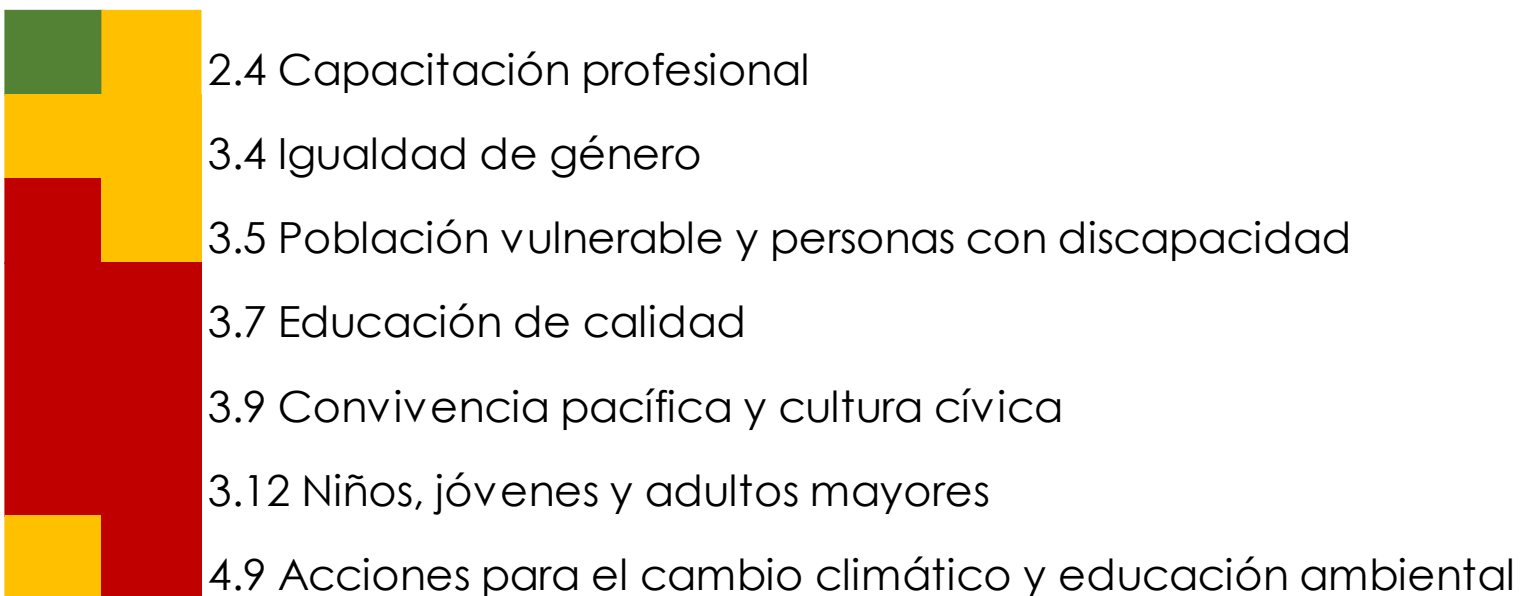 2.4 Capacitación profesional
3.4 Igualdad de género
3.5 Población vulnerable y personas con discapacidad
3.7 Educación de calidad
3.9 Convivencia pacífica y cultura cívica
3.12 Niños, jóvenes y adultos mayores
4.9 Acciones para el cambio climático y educación ambiental